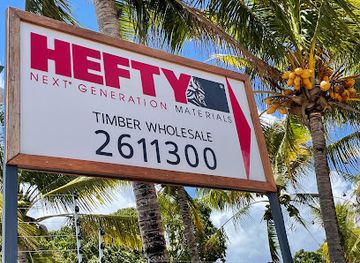 HEFTY
NEXT GENERATION MATERIALS
TIMBER WHOLESALE
2611300